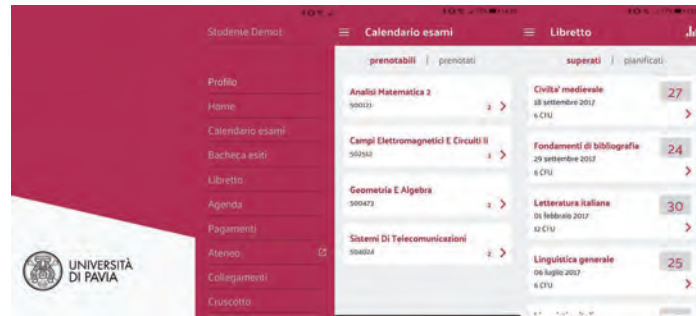 UNIVERSITÀ
DI PAVIA
Studente Demo1
Profilo
Home
Calendario esami
Bacheca esiti
Libretto
Agenda
Pagamenti
Ateneo
Collegamenti
Cruscotto
Calendario esami
prenotabili | prenotati
Analisi Matematica 2
500121
2
Campi Elettromagnetici E Circuiti Ii
502512
Geometria E Algebra
500473
2
Sistemi Di Telecomunicazioni
2
Libretto
superati | pianificati
Civilta' medievale
27
18 settembre 2017
6 CFU
Fondamenti di bibliografia
24
29 settembre 2017
6 CFU
Letteratura italiana
30
01 febbraio 2017
12 CFU
Linguistica generale
25
06 luglio 2017
6 CFU